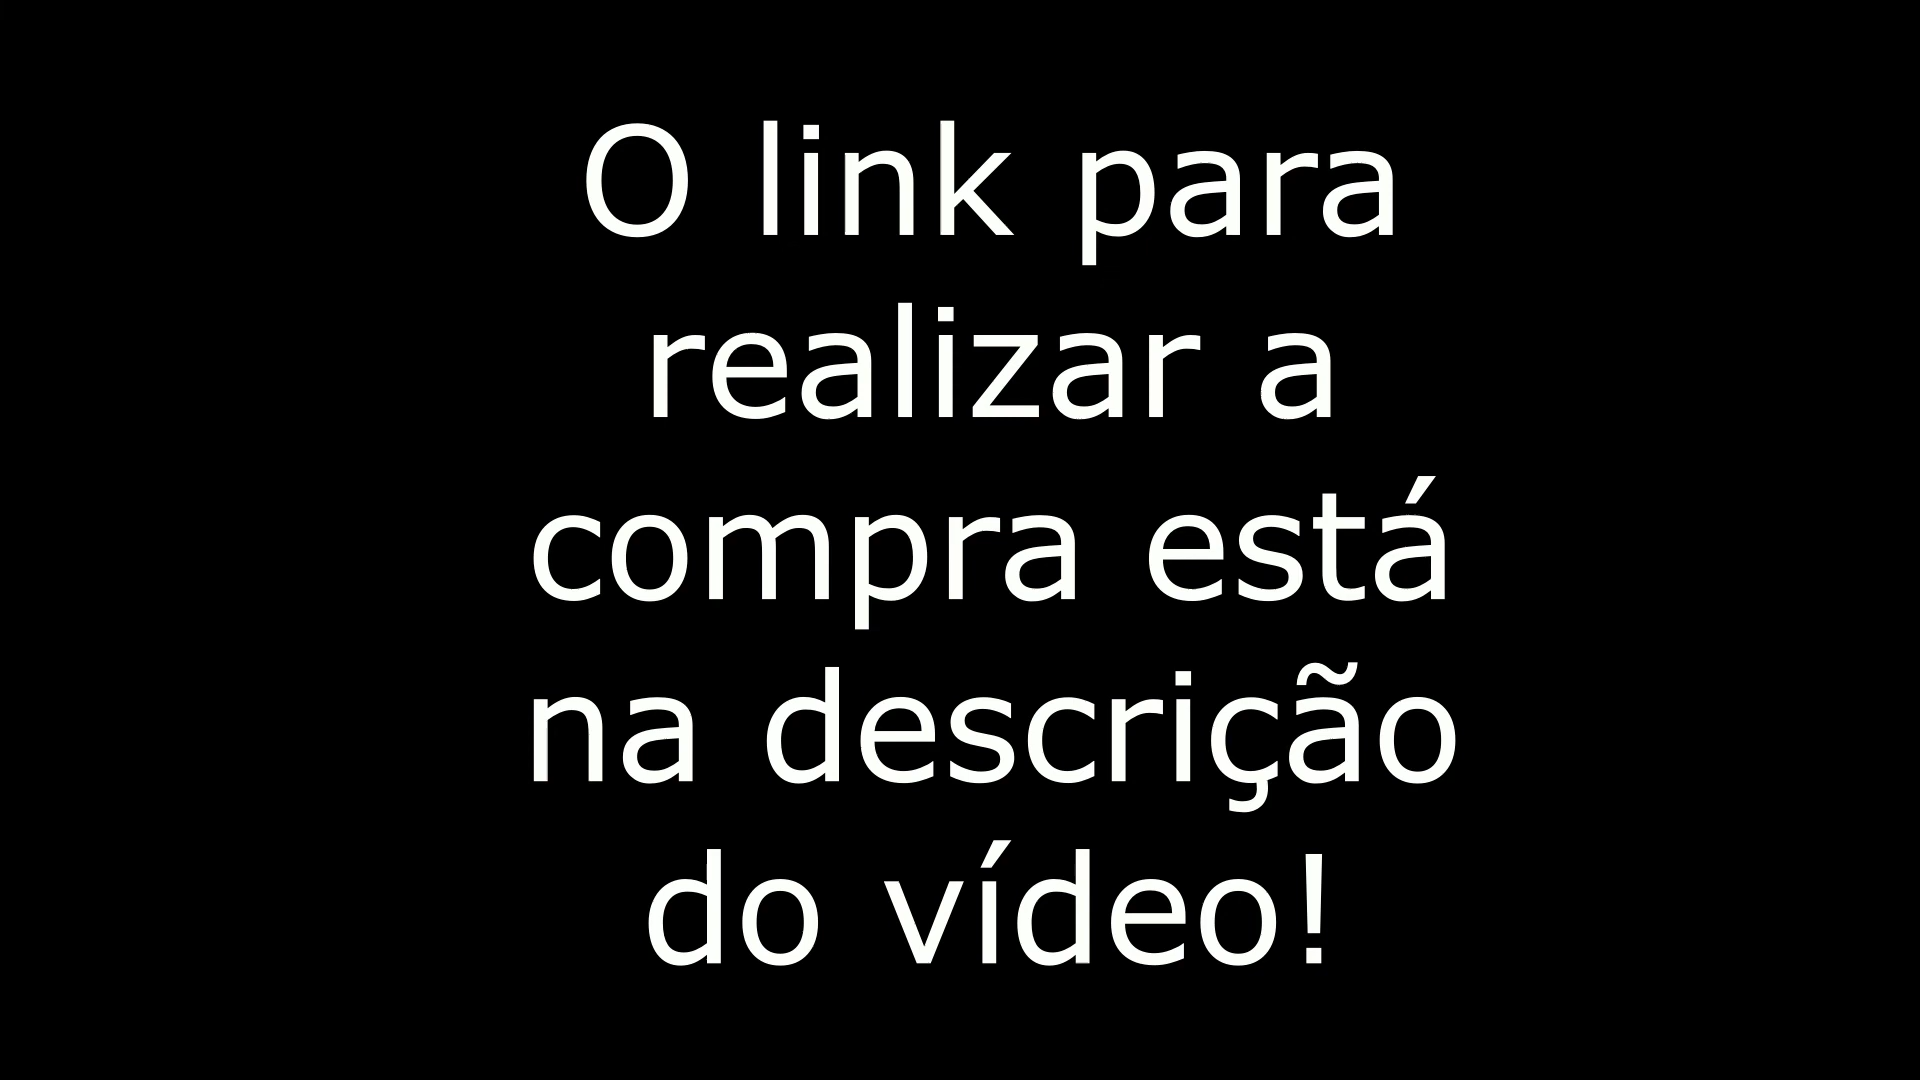 O link para
realizar a
compra está
na descrição
do vídeo!